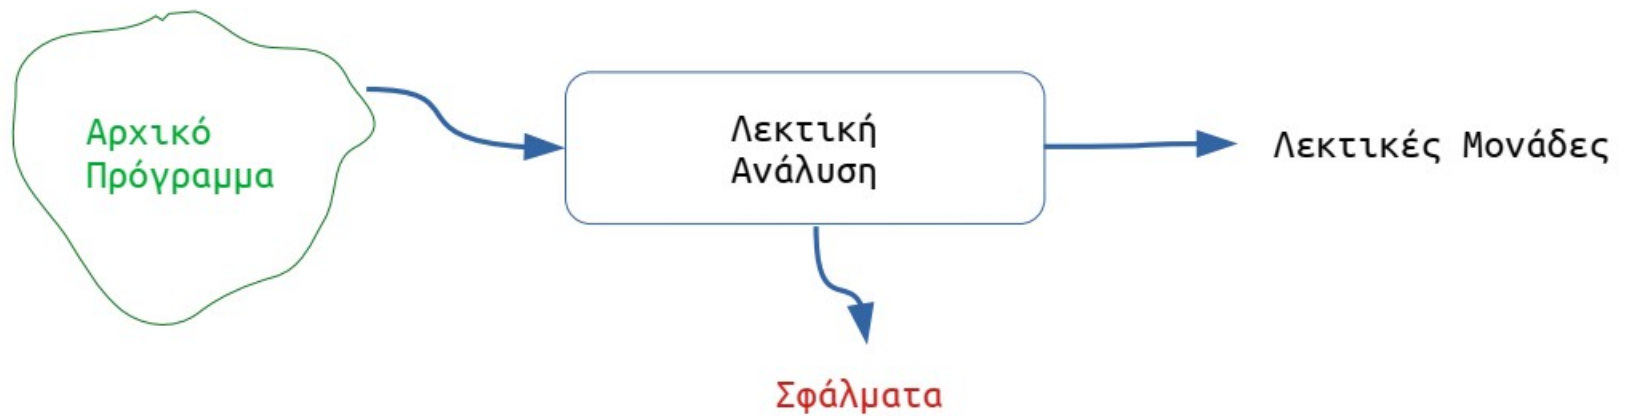 Αρχικό
Πρόγραμμα
Λεκτική
Ανάλυση
Λεκτικές Μονάδες
Σφάλματα